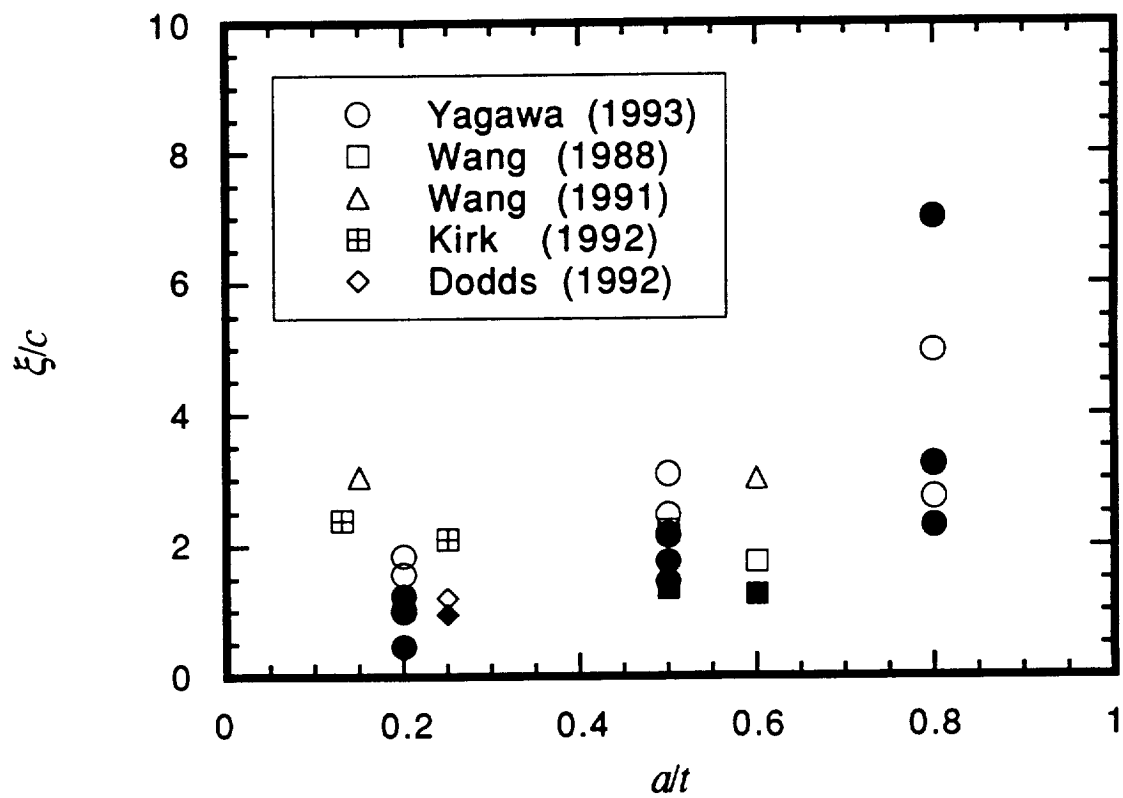 10
8
6
4
2
0
ξ/c
Yagawa (1993)
Wang (1988)
Wang (1991)
Kirk (1992)
Dodds (1992)
0
0.2
0.4
0.6
0.8
1
a/t